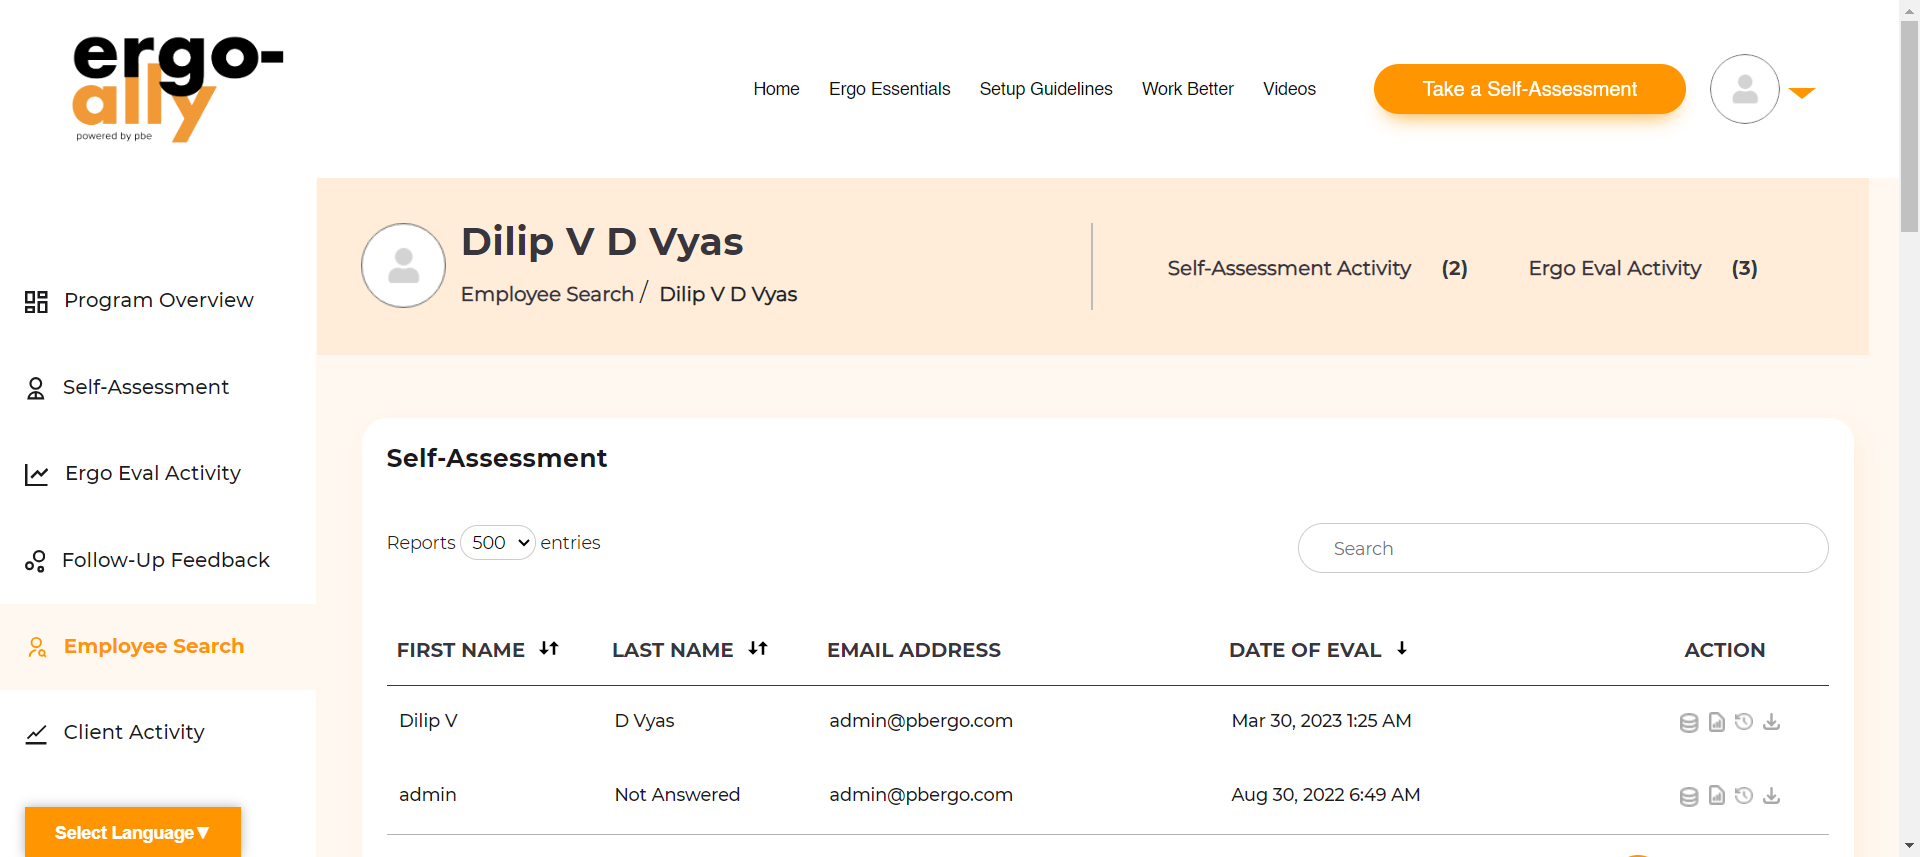 ergo-
ally
powered by pbe
Home Ergo Essentials Setup Guidelines Work Better Videos Take a Self-Assessment
Dilip V D Vyas
Employee Search / Dilip V D Vyas
Self-Assessment Activity (2) Ergo Eval Activity (3)
Program Overview
Self-Assessment
Ergo Eval Activity
Follow-Up Feedback
Employee Search
Client Activity
Select Language▼
Self-Assessment
Reports 500 entries
Search
FIRST NAME LAST NAME EMAIL ADDRESS DATE OF EVAL ACTION
Dilip V D Vyas admin@pbergo.com Mar 30, 2023 1:25 AM
admin Not Answered admin@pbergo.com Aug 30, 2022 6:49 AM